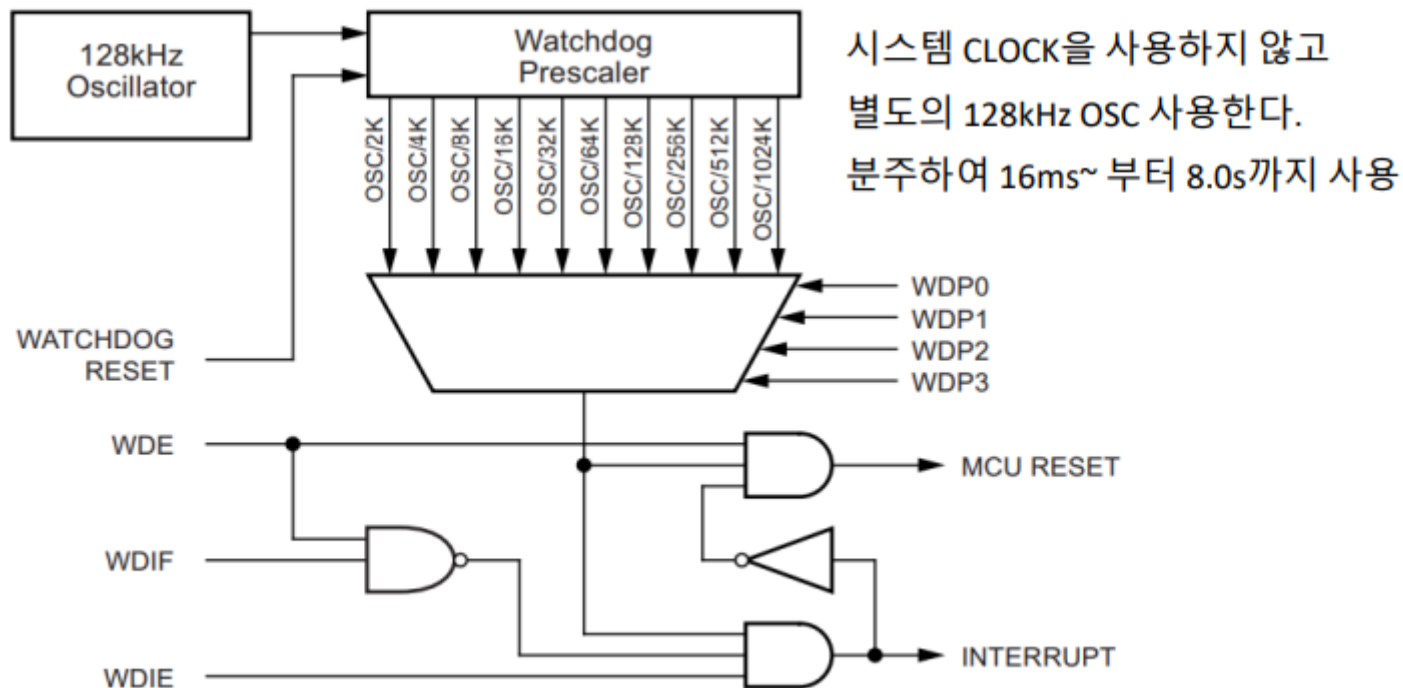 128kHz
Oscillator
Watchdog
Prescaler
시스템 CLOCK을 사용하지 않고
별도의 128kHz OSC 사용한다.
분주하여 16ms~ 부터 8.0s까지 사용
OSC/2K
OSC/4K
OSC/8K
OSC/16K
OSC/32K
OSC/64K
OSC/128K
OSC/256K
OSC/512K
OSC/1024K
WDP0
WDP1
WDP2
WDP3
WATCHDOG
RESET
WDE
MCU RESET
WDIF
INTERRUPT
WDIE